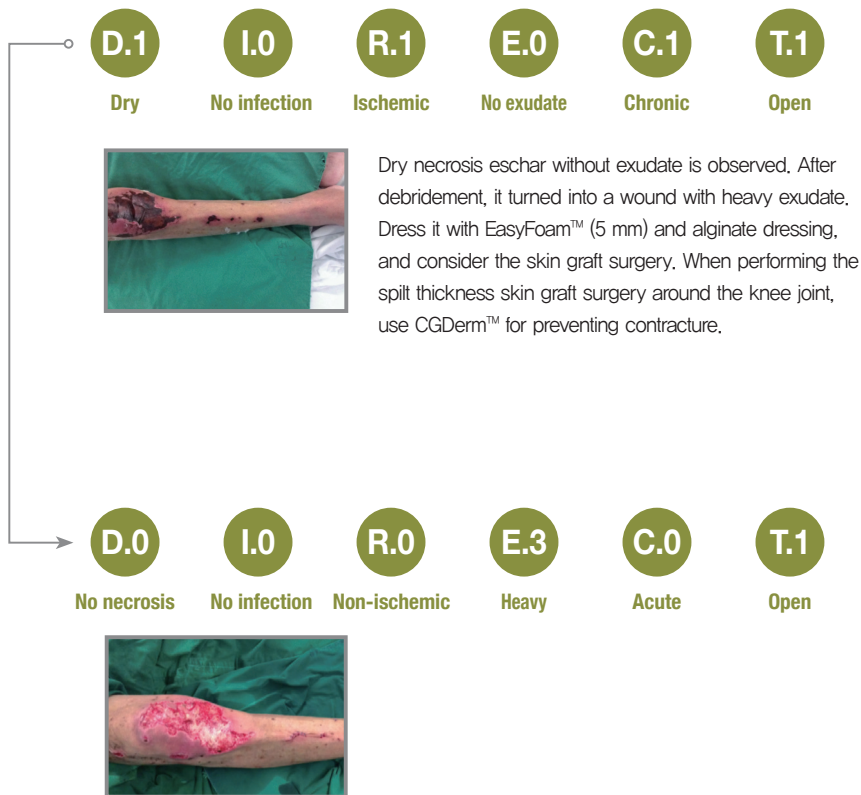 D.1 I.0 R.1 E.0 C.1 T.1
Dry No infection Ischemic No exudate Chronic Open
Dry necrosis eschar without exudate is observed. After
debridement, it turned into a wound with heavy exudate.
Dress it with EasyFoam™ (5 mm) and alginate dressing,
and consider the skin graft surgery. When performing the
spilt thickness skin graft surgery around the knee joint,
use CGDerm™ for preventing contracture.
D.0 I.0 R.0 E.3 C.0 T.1
No necrosis No infection Non-ischemic Heavy Acute Open